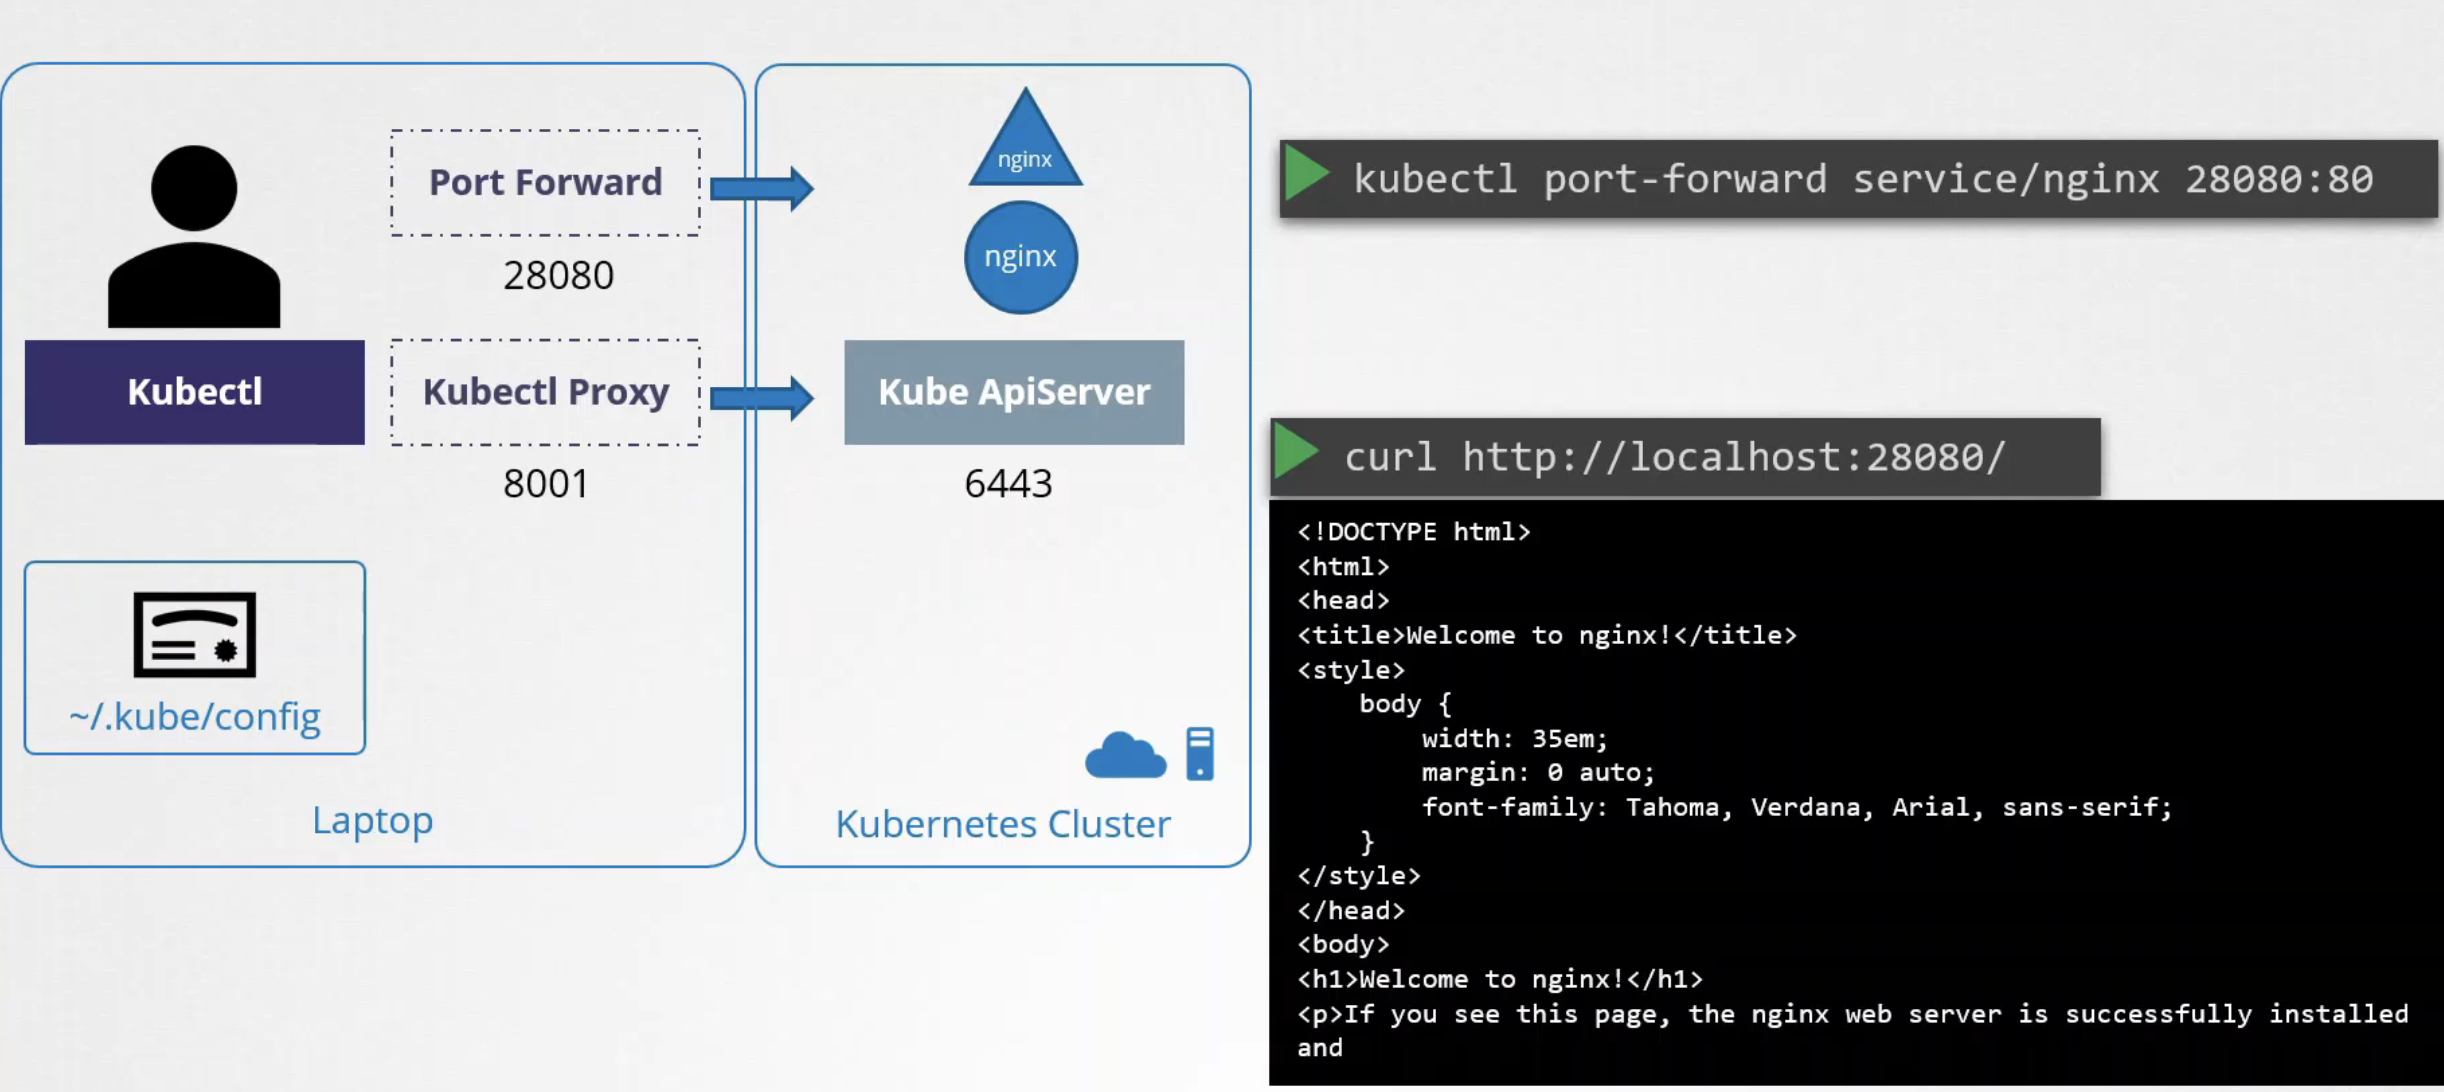 Port Forward
28080
Kubectl
Kubectl Proxy
8001
~/.kube/config
Laptop
nginx
nginx
Kube ApiServer
6443
Kubernetes Cluster
kubectl port-forward service/nginx 28080:80
curl http://localhost:28080/
<!DOCTYPE html>
<html>
<head>
<title>Welcome to nginx!</title>
<style>
    body {
        width: 35em;
        margin: 0 auto;
        font-family: Tahoma, Verdana, Arial, sans-serif;
    }
</style>
</head>
<body>
<h1>Welcome to nginx!</h1>
<p>If you see this page, the nginx web server is successfully installed
and